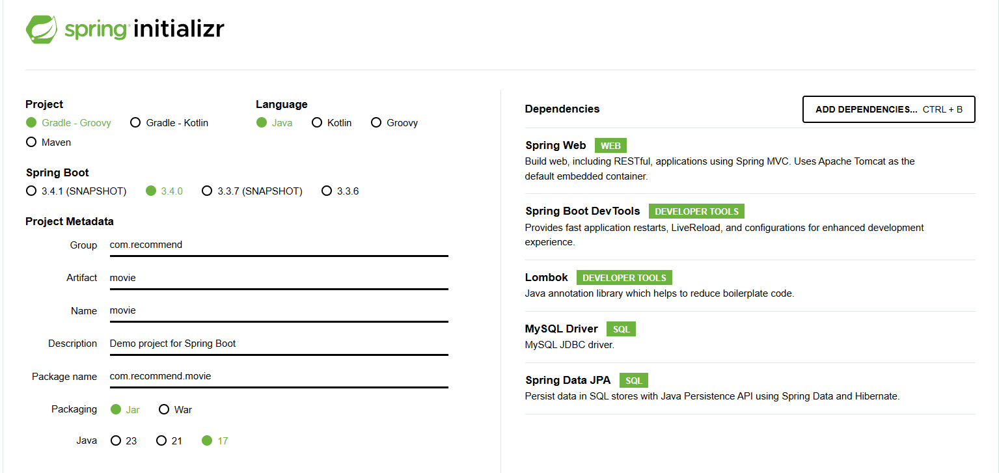 spring initializr
Project
Gradle - Groovy Gradle - Kotlin
Maven
Language
Java Kotlin Groovy
Spring Boot
3.4.1 (SNAPSHOT) 3.4.0 3.3.7 (SNAPSHOT) 3.3.6
Project Metadata
Group com.recommend
Artifact movie
Name movie
Description Demo project for Spring Boot
Package name com.recommend.movie
Packaging Jar War
Java 23 21 17
Dependencies ADD DEPENDENCIES... CTRL + B
Spring Web WEB
Build web, including RESTful, applications using Spring MVC. Uses Apache Tomcat as the
default embedded container.
Spring Boot DevTools DEVELOPER TOOLS
Provides fast application restarts, LiveReload, and configurations for enhanced development
experience.
Lombok DEVELOPER TOOLS
Java annotation library which helps to reduce boilerplate code.
MySQL Driver SQL
MySQL JDBC driver.
Spring Data JPA SQL
Persist data in SQL stores with Java Persistence API using Spring Data and Hibernate.